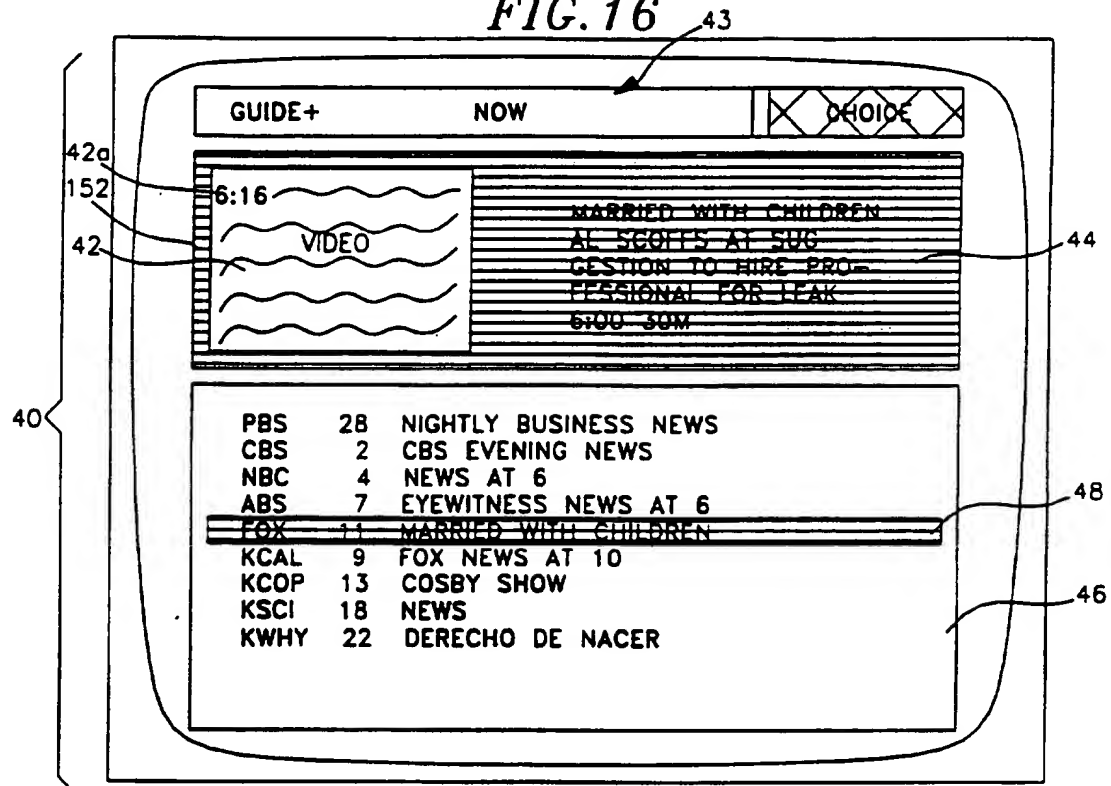 FIG. 16
43
GUIDE+ NOW CHOICE
42a
152
42
6:16
VIDEO
MARRIED WITH CHILDREN
AL SCOFFS AT SUG
GESTION TO HIRE PRO-
FESSIONAL FOR LEAK
6:00 30M
44
40
PBS 28 NIGHTLY BUSINESS NEWS
CBS 2 CBS EVENING NEWS
NBC 4 NEWS AT 6
ABS 7 EYEWITNESS NEWS AT 6
FOX 11 MARRIED WITH CHILDREN
KCAL 9 FOX NEWS AT 10
KCOP 13 COSBY SHOW
KSCI 18 NEWS
KWHY 22 DERECHO DE NACER
48
46